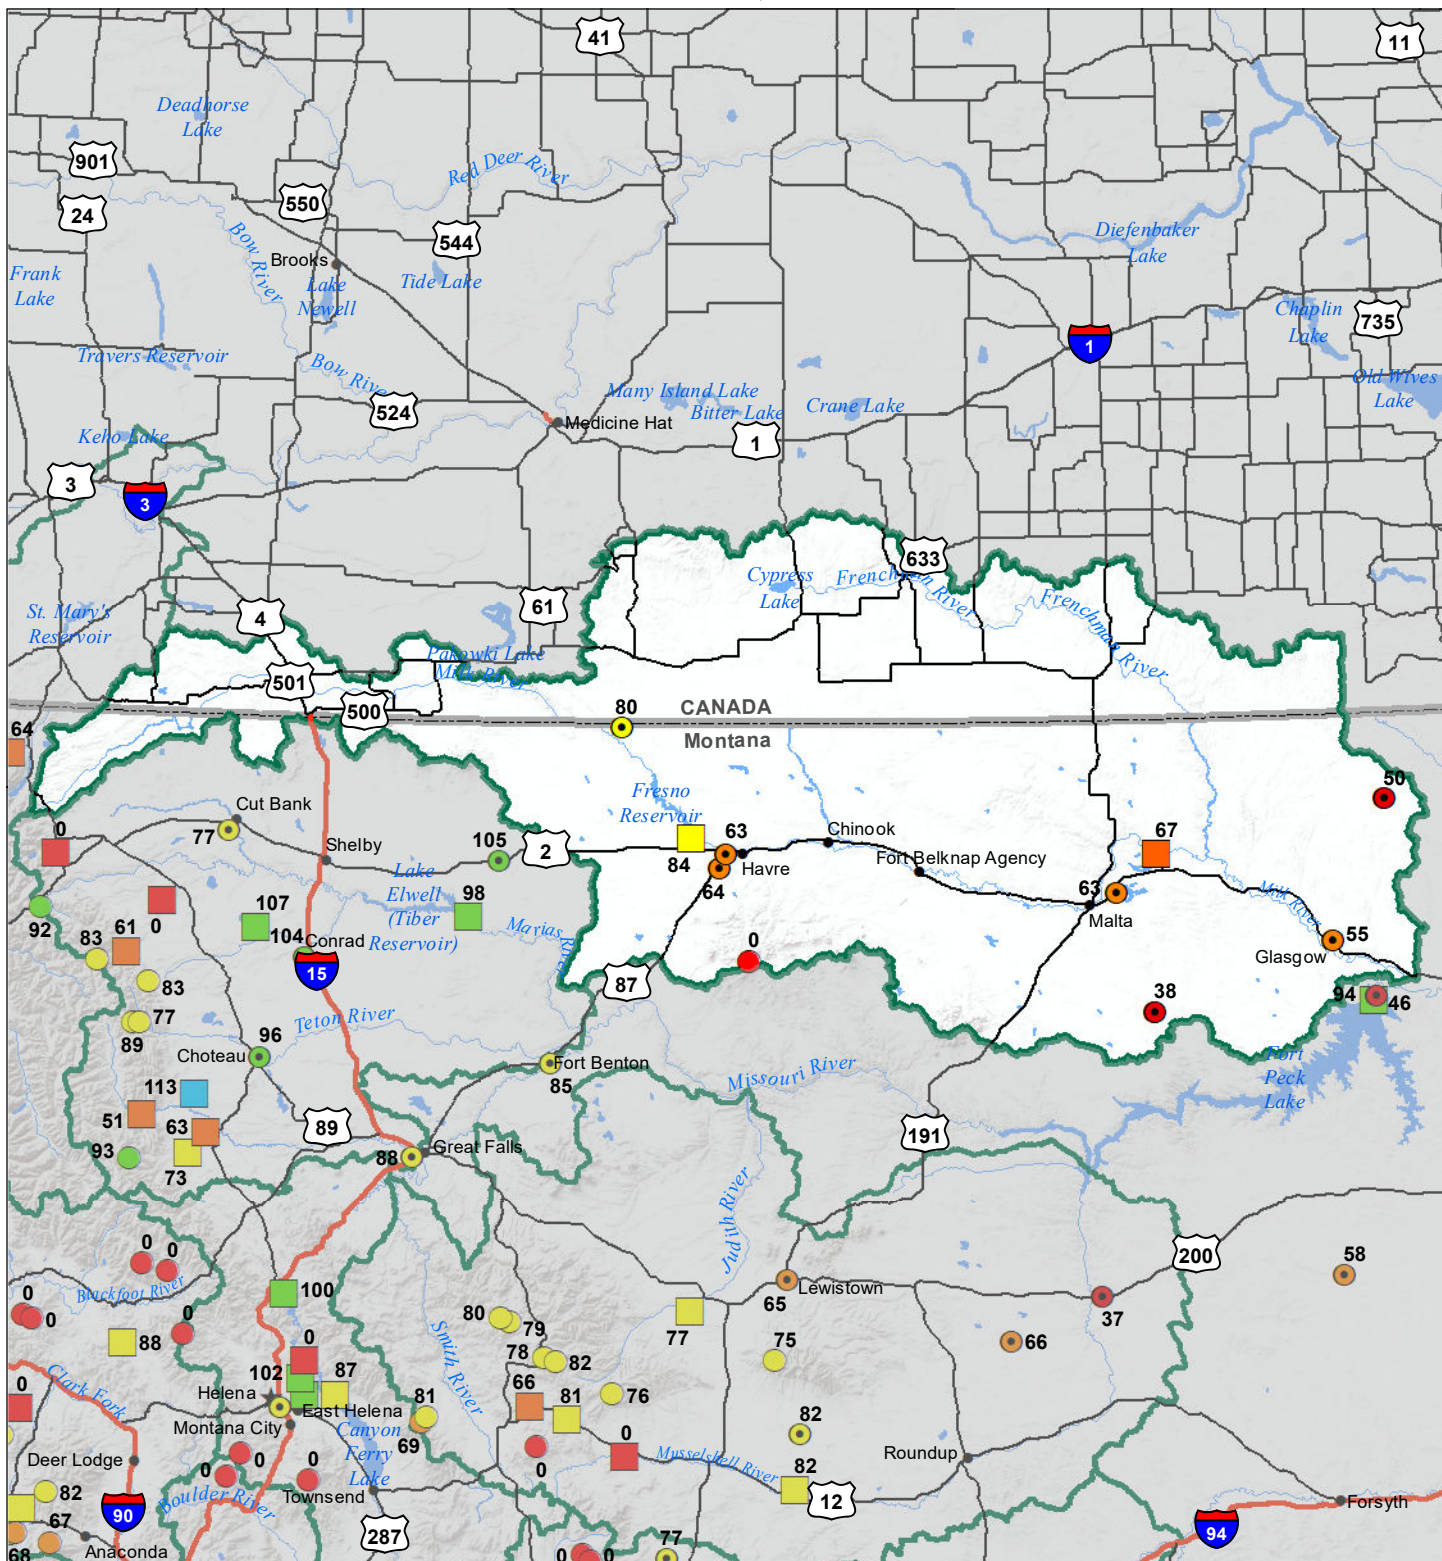 41
11
Deadhorse
Lake
901
Red Deer River
550
24
544
Bow River
Brooks
Diefenbaker
Lake
Frank
Lake
Lake
Newell
Tide Lake
Chaplin
Lake
735
1
Travers Reservoir
Bow River
Many Island Lake
Bitter Lake
Crane Lake
Old Wives
Lake
524
Medicine Hat
Keho Lake
1
3
3
633
Cypress
Lake
Frenchman River
Frenchman River
St. Mary's
Reservoir
4
61
Pakowki Lake
Milk River
501
500
80
CANADA
Montana
64
50
Fresno
Reservoir
Cut Bank
77
0
Shelby
105
2
84
63
Havre
64
Chinook
Fort Belknap Agency
67
Lake
Elwell
(Tiber
Reservoir)
98
107
0
92
63
Malta
Milk River
104
Conrad
Marias River
61
83
0
55
Glasgow
15
87
83
38
94
46
77
89
Teton River
96
Choteau
Fort Benton
85
Missouri River
Fort
Peck
Lake
113
51
63
89
191
93
73
88
Great Falls
Judith River
0
0
200
58
Blackfoot River
0
0
100
Lewistown
65
37
80
79
77
0
88
0
Smith River
78
82
75
66
Clark Fork
0
102
87
Helena
East Helena
81
66
81
76
Montana City
Canyon
Ferry
Lake
69
82
0
0
Musselshell River
Roundup
Deer Lodge
0
0
0
Townsend
82
12
82
Boulder River
90
287
Forsyth
94
67
68
Anaconda
0
0
77